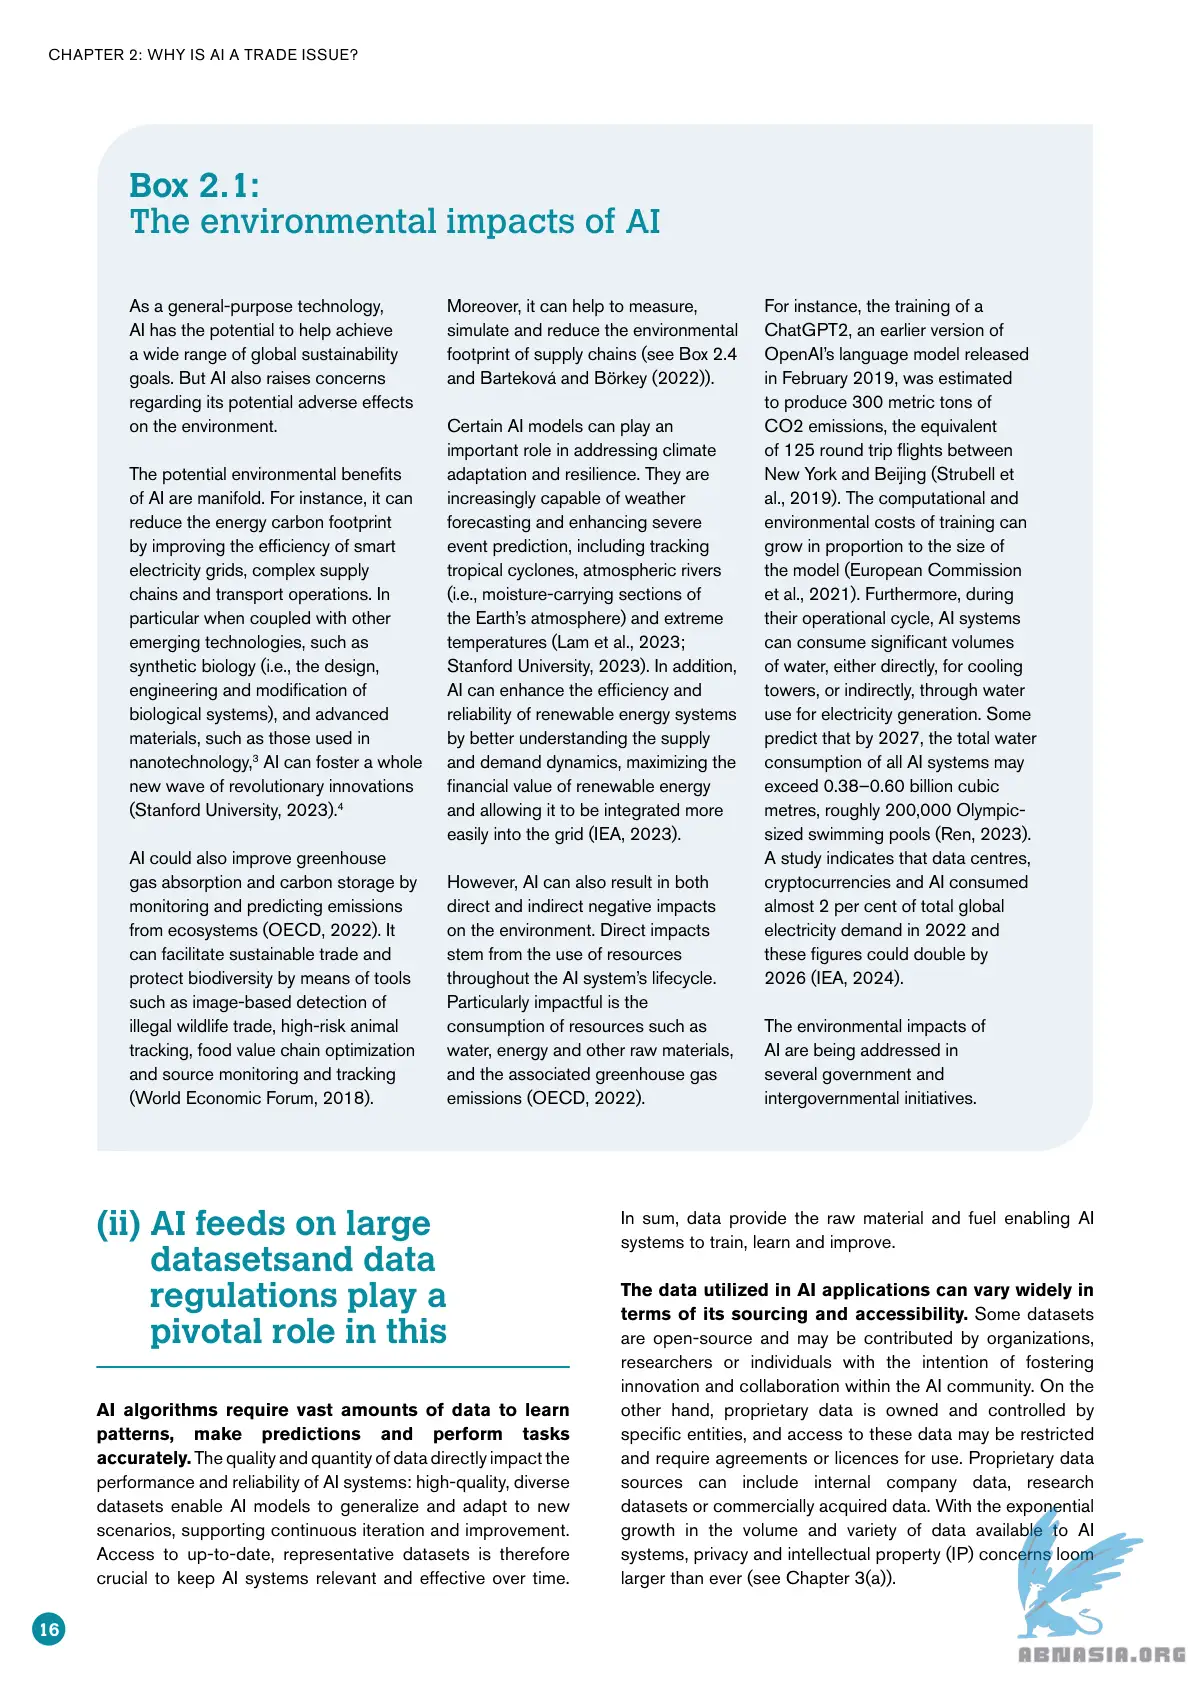 CHAPTER 2: WHY IS AI A TRADE ISSUE?
Box 2.1:
The environmental impacts of AI
As a general-purpose technology,
AI has the potential to help achieve
a wide range of global sustainability
goals. But AI also raises concerns
regarding its potential adverse effects
on the environment.
The potential environmental benefits
of AI are manifold. For instance, it can
reduce the energy carbon footprint
by improving the efficiency of smart
electricity grids, complex supply
chains and transport operations. In
particular when coupled with other
emerging technologies, such as
synthetic biology (i.e., the design,
engineering and modification of
biological systems), and advanced
materials, such as those used in
nanotechnology,³ AI can foster a whole
new wave of revolutionary innovations
(Stanford University, 2023).⁴
AI could also improve greenhouse
gas absorption and carbon storage by
monitoring and predicting emissions
from ecosystems (OECD, 2022). It
can facilitate sustainable trade and
protect biodiversity by means of tools
such as image-based detection of
illegal wildlife trade, high-risk animal
tracking, food value chain optimization
and source monitoring and tracking
(World Economic Forum, 2018).
Moreover, it can help to measure,
simulate and reduce the environmental
footprint of supply chains (see Box 2.4
and Barteková and Börkey (2022)).
Certain AI models can play an
important role in addressing climate
adaptation and resilience. They are
increasingly capable of weather
forecasting and enhancing severe
event prediction, including tracking
tropical cyclones, atmospheric rivers
(i.e., moisture-carrying sections of
the Earth's atmosphere) and extreme
temperatures (Lam et al., 2023;
Stanford University, 2023). In addition,
AI can enhance the efficiency and
reliability of renewable energy systems
by better understanding the supply
and demand dynamics, maximizing the
financial value of renewable energy
and allowing it to be integrated more
easily into the grid (IEA, 2023).
However, AI can also result in both
direct and indirect negative impacts
on the environment. Direct impacts
stem from the use of resources
throughout the AI system's lifecycle.
Particularly impactful is the
consumption of resources such as
water, energy and other raw materials,
and the associated greenhouse gas
emissions (OECD, 2022).
For instance, the training of a
ChatGPT2, an earlier version of
OpenAI's language model released
in February 2019, was estimated
to produce 300 metric tons of
CO2 emissions, the equivalent
of 125 round trip flights between
New York and Beijing (Strubell et
al., 2019). The computational and
environmental costs of training can
grow in proportion to the size of
the model (European Commission
et al., 2021). Furthermore, during
their operational cycle, AI systems
can consume significant volumes
of water, either directly, for cooling
towers, or indirectly, through water
use for electricity generation. Some
predict that by 2027, the total water
consumption of all AI systems may
exceed 0.38–0.60 billion cubic
metres, roughly 200,000 Olympic-
sized swimming pools (Ren, 2023).
A study indicates that data centres,
cryptocurrencies and AI consumed
almost 2 per cent of total global
electricity demand in 2022 and
these figures could double by
2026 (IEA, 2024).
The environmental impacts of
AI are being addressed in
several government and
intergovernmental initiatives.
(ii) AI feeds on large
datasetsand data
regulations play a
pivotal role in this
AI algorithms require vast amounts of data to learn
patterns, make predictions and perform tasks
accurately. The quality and quantity of data directly impact the
performance and reliability of AI systems: high-quality, diverse
datasets enable AI models to generalize and adapt to new
scenarios, supporting continuous iteration and improvement.
Access to up-to-date, representative datasets is therefore
crucial to keep AI systems relevant and effective over time.
In sum, data provide the raw material and fuel enabling AI
systems to train, learn and improve.
The data utilized in AI applications can vary widely in
terms of its sourcing and accessibility. Some datasets
are open-source and may be contributed by organizations,
researchers or individuals with the intention of fostering
innovation and collaboration within the AI community. On the
other hand, proprietary data is owned and controlled by
specific entities, and access to these data may be restricted
and require agreements or licences for use. Proprietary data
sources can include internal company data, research
datasets or commercially acquired data. With the exponential
growth in the volume and variety of data available to AI
systems, privacy and intellectual property (IP) concerns loom
larger than ever (see Chapter 3(a)).
16
ABNASIA.ORG